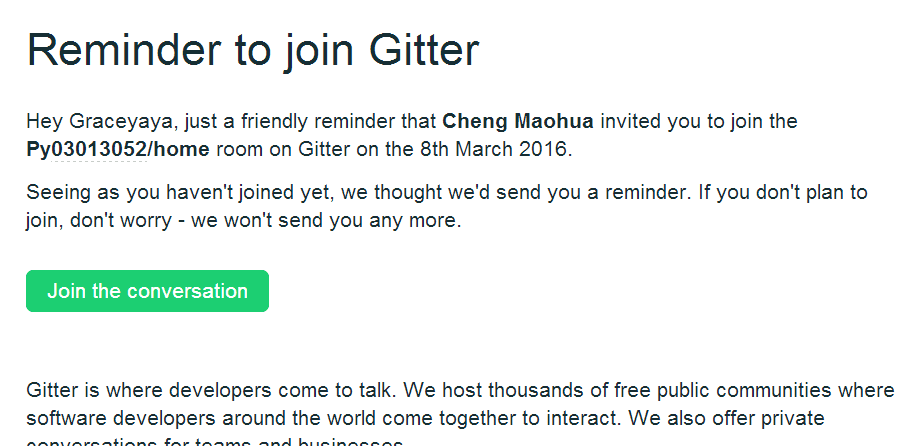 Reminder to join Gitter
Hey Graceyaya, just a friendly reminder that Cheng Maohua invited you to join the
Py03013052/home room on Gitter on the 8th March 2016.
Seeing as you haven't joined yet, we thought we'd send you a reminder. If you don't plan to
join, don't worry - we won't send you any more.
Join the conversation
Gitter is where developers come to talk. We host thousands of free public communities where
software developers around the world come together to interact. We also offer private
conversations for teams and businesses.